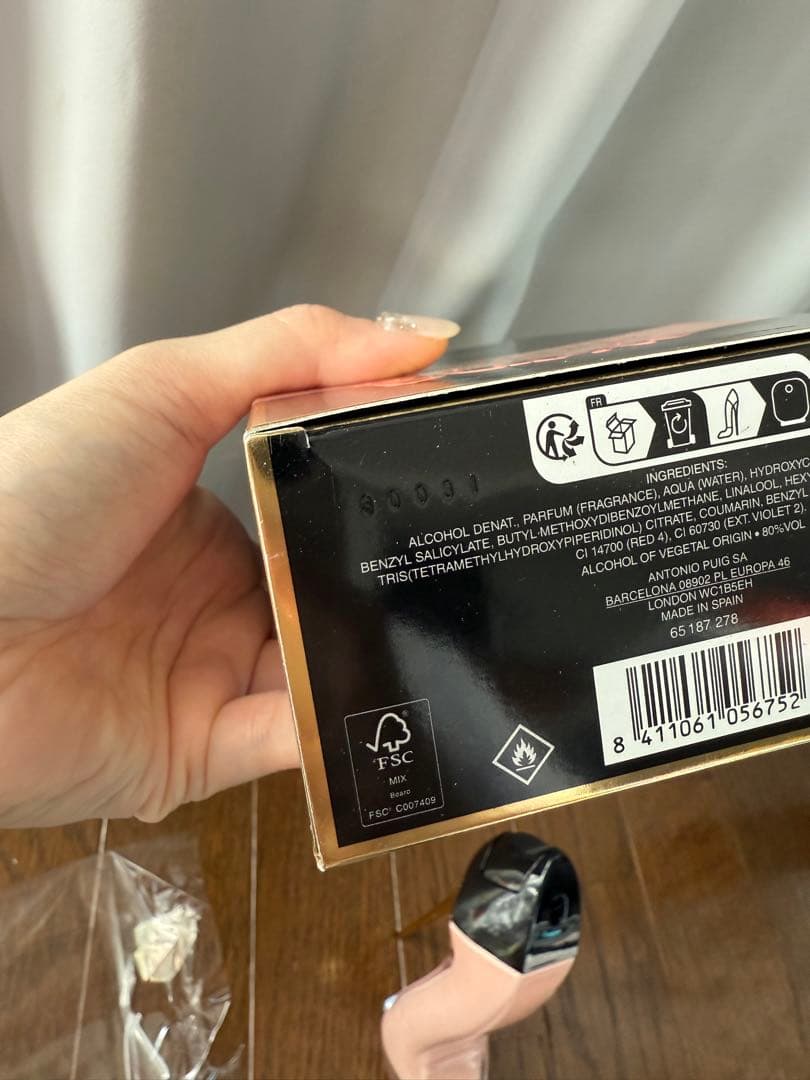 FR
INGREDIENTS:
ALCOHOL DENAT., PARFUM (FRAGRANCE), AQUA (WATER), HYDROXYC
BENZYL SALICYLATE, BUTYL METHOXYDIBENZOYLMETHANE, LINALOOL, HEXY
TRIS(TETRAMETHYLHYDROXYPIPERIDINOL) CITRATE, COUMARIN, BENZYL
CI 14700 (RED 4), CI 60730 (EXT. VIOLET 2).
ALCOHOL OF VEGETAL ORIGIN • 80%VOL
ANTONIO PUIG SA
BARCELONA 08902 PL EUROPA 46
LONDON WC1B5EH
MADE IN SPAIN
65 187 278
8 411061 056752
FSC
MIX
Board
FSC® C007409